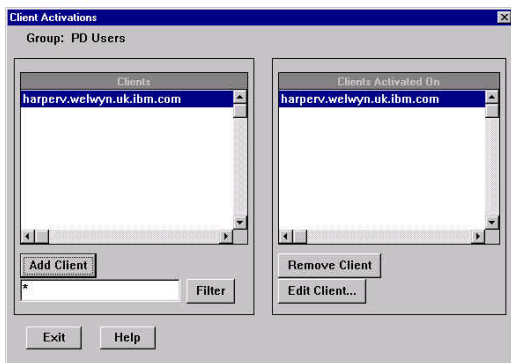 Client Activations
Group: PD Users
Clients
harperv.welwyn.uk.ibm.com
Add Client
*
Filter
Clients Activated On
harperv.welwyn.uk.ibm.com
Remove Client
Edit Client...
Exit
Help